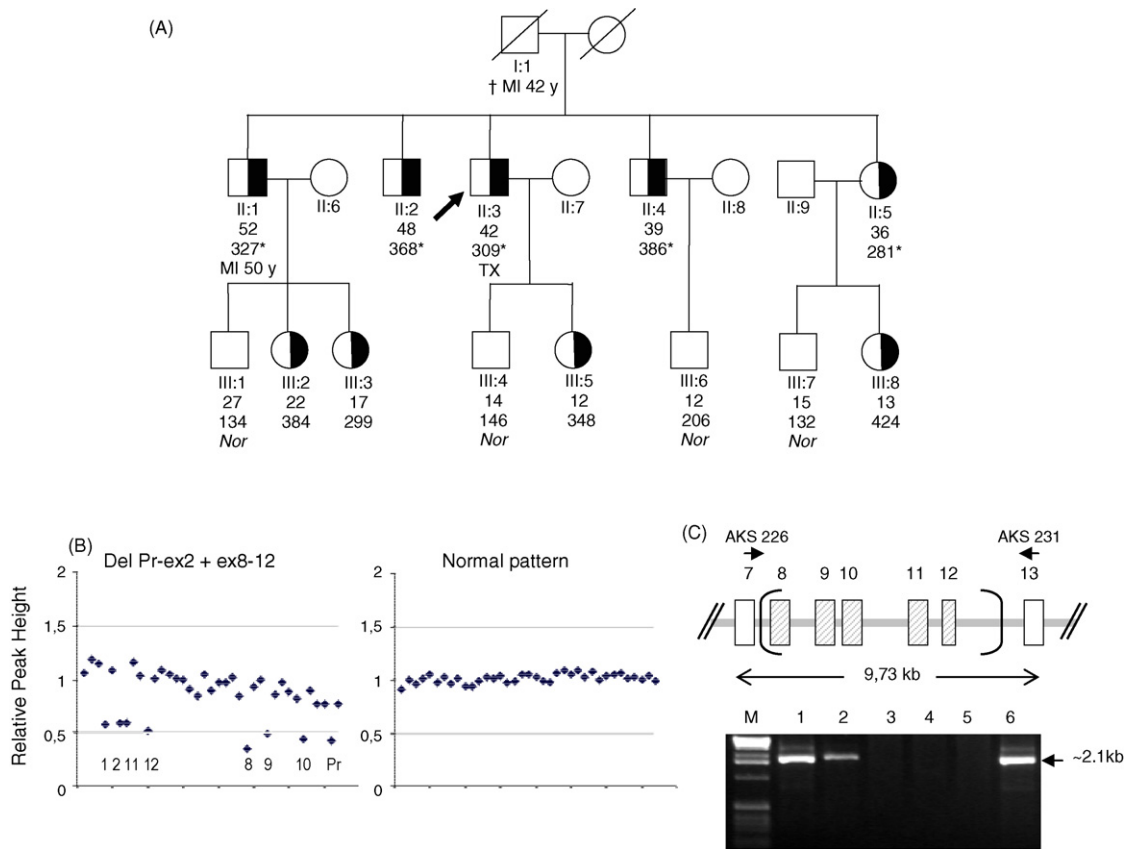 (A)
I:1
† MI 42 y
II:1
52
327*
MI 50 y
II:6
II:2
48
368*
II:3
42
309*
TX
II:7
II:4
39
386*
II:8
II:9
II:5
36
281*
III:1
27
134
Nor
III:2
22
384
III:3
17
299
III:4
14
146
Nor
III:5
12
348
III:6
12
206
Nor
III:7
15
132
Nor
III:8
13
424
(B)
Del Pr-ex2 + ex8-12
Relative Peak Height
2
1,5
1
0,5
0
1 2 11 12 8 9 10 Pr
Normal pattern
2
1,5
1
0,5
0
(C)
AKS 226 AKS 231
7 8 9 10 11 12 13
9,73 kb
M 1 2 3 4 5 6
~2.1kb